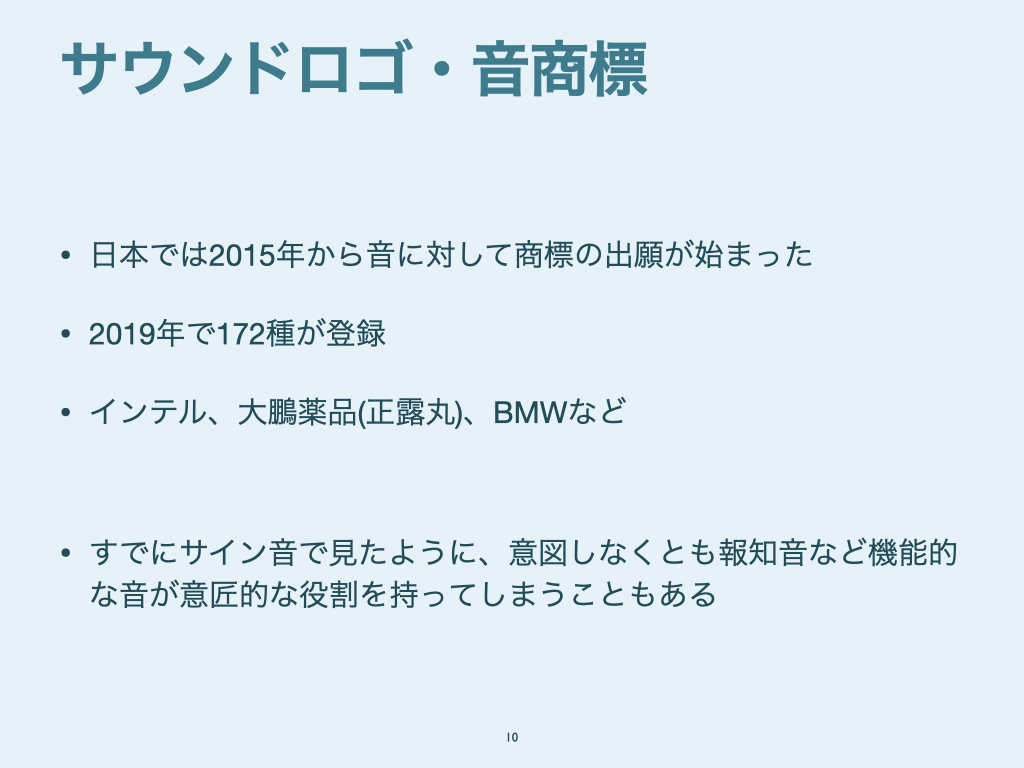 サウンドロゴ・音商標
• 日本では2015年から音に対して商標の出願が始まった
• 2019年で172種が登録
• インテル、大鵬薬品(正露丸)、BMWなど
• すでにサイン音で見たように、意図しなくとも報知音など機能的
な音が意匠的な役割を持ってしまうこともある
10